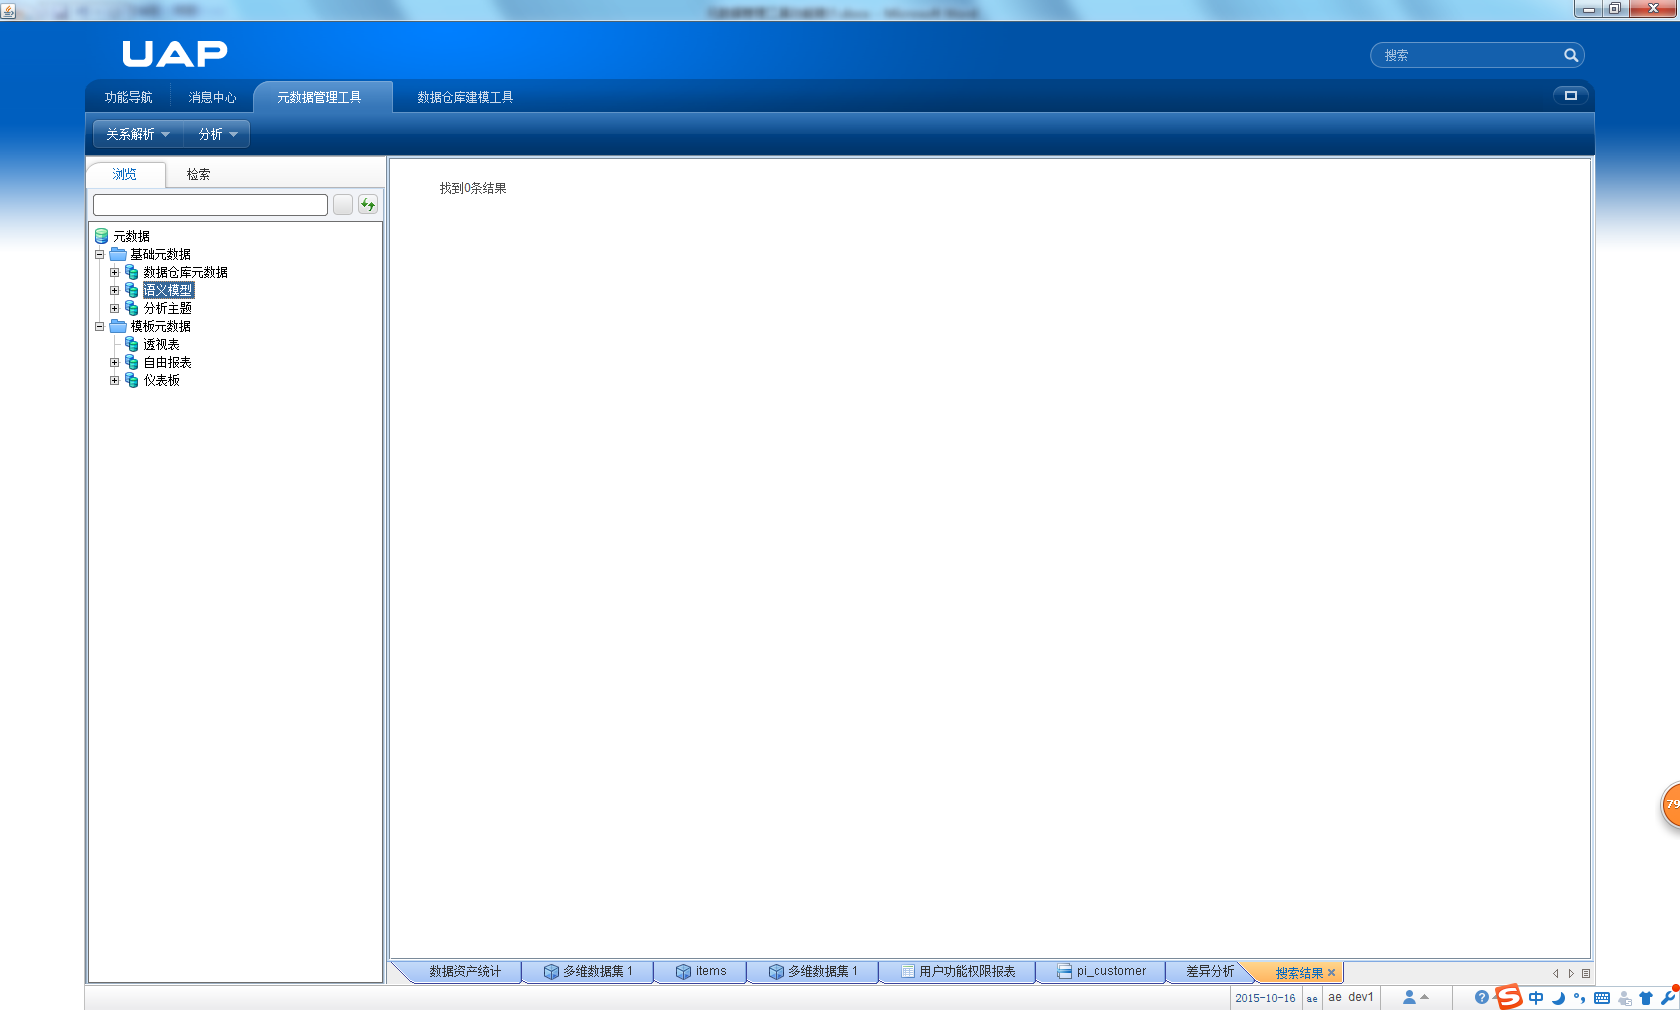 UAP
搜索
功能导航 消息中心 元数据管理工具 数据仓库建模工具
关系解析 分析
浏览 检索
找到0条结果
元数据
基础元数据
数据仓库元数据
语义模型
分析主题
模板元数据
透视表
自由报表
仪表板
79
数据资产统计 多维数据集 1 items 多维数据集 1 用户功能权限报表 pi_customer 差异分析 搜索结果
2015-10-16 ae ae dev1 中